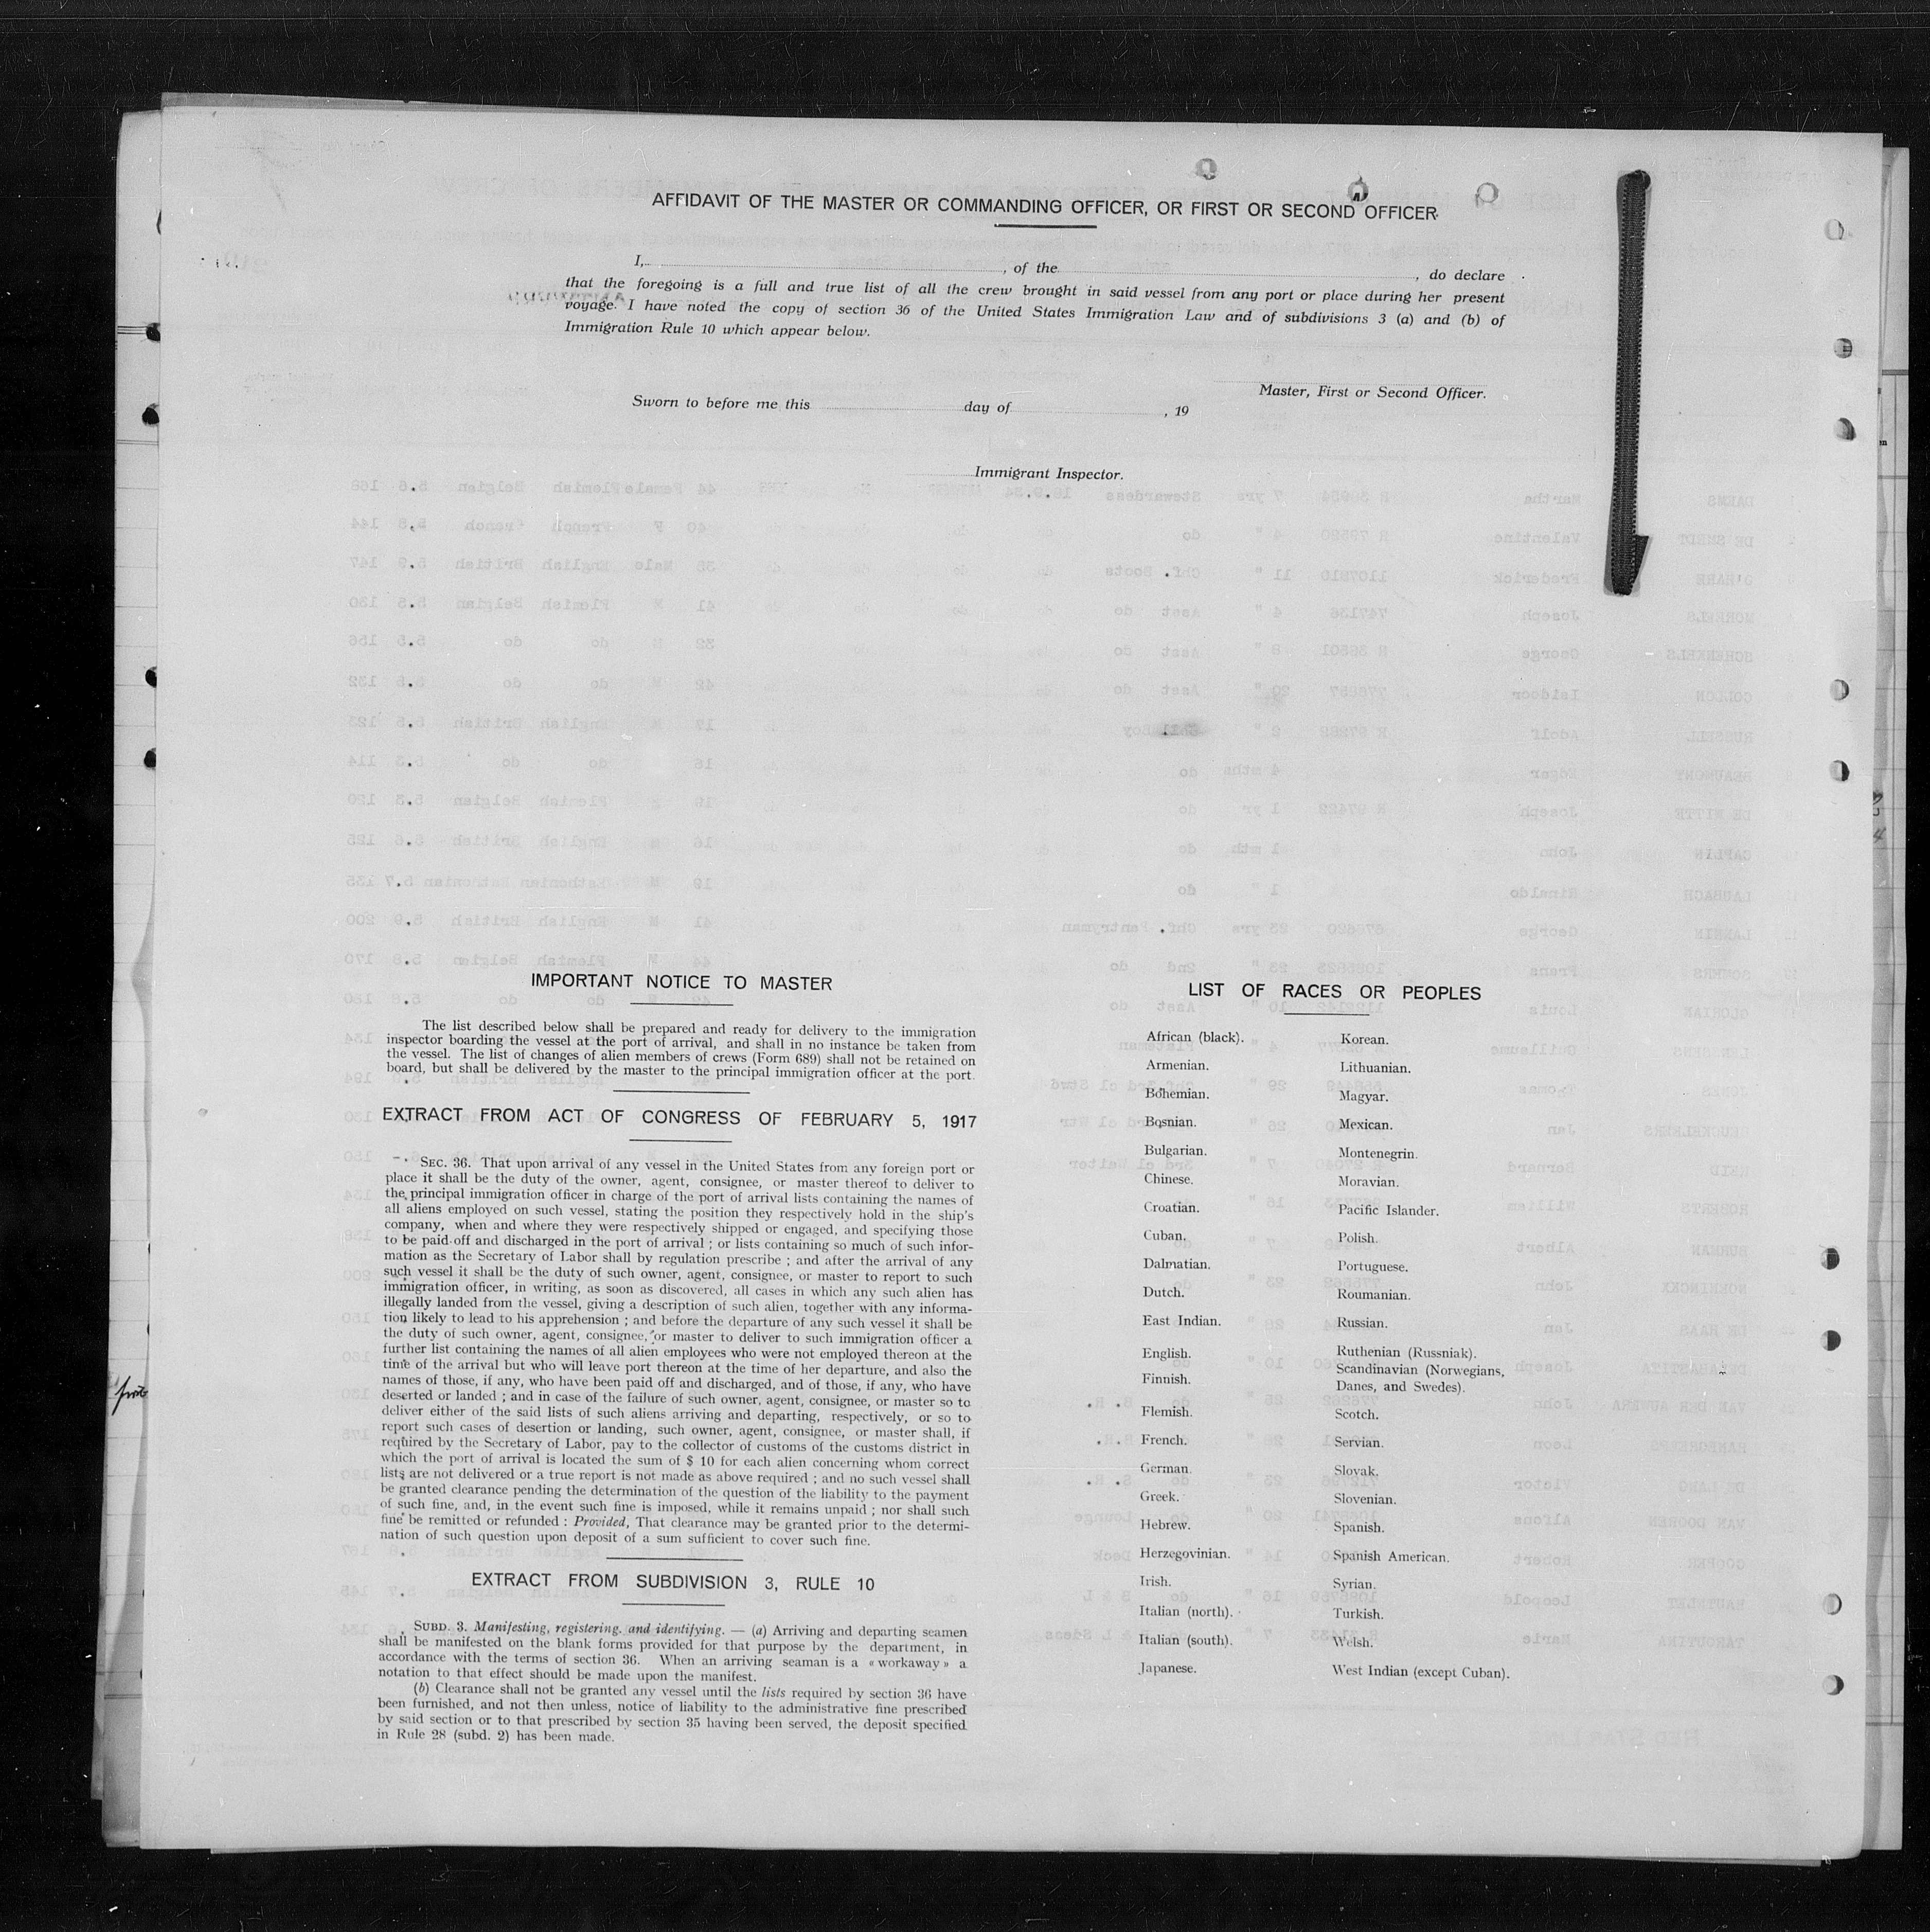 AFFIDAVIT OF THE MASTER OR COMMANDING OFFICER, OR FIRST OR SECOND OFFICER
I, , of the , do declare
that the foregoing is a full and true list of all the crew brought in said vessel from any port or place during her present
voyage. I have noted the copy of section 36 of the United States Immigration Law and of subdivisions 3 (a) and (b) of
Immigration Rule 10 which appear below.
Master, First or Second Officer.
Sworn to before me this day of , 19
Immigrant Inspector.
IMPORTANT NOTICE TO MASTER
The list described below shall be prepared and ready for delivery to the immigration
inspector boarding the vessel at the port of arrival, and shall in no instance be taken from
the vessel. The list of changes of alien members of crews (Form 689) shall not be retained on
board, but shall be delivered by the master to the principal immigration officer at the port.
EXTRACT FROM ACT OF CONGRESS OF FEBRUARY 5, 1917
SEC. 36. That upon arrival of any vessel in the United States from any foreign port or
place it shall be the duty of the owner, agent, consignee, or master thereof to deliver to
the principal immigration officer in charge of the port of arrival lists containing the names of
all aliens employed on such vessel, stating the position they respectively hold in the ship's
company, when and where they were respectively shipped or engaged, and specifying those
to be paid off and discharged in the port of arrival ; or lists containing so much of such infor-
mation as the Secretary of Labor shall by regulation prescribe ; and after the arrival of any
such vessel it shall be the duty of such owner, agent, consignee, or master to report to such
immigration officer, in writing, as soon as discovered, all cases in which any such alien has
illegally landed from the vessel, giving a description of such alien, together with any informa-
tion likely to lead to his apprehension ; and before the departure of any such vessel it shall be
the duty of such owner, agent, consignee, or master to deliver to such immigration officer a
further list containing the names of all alien employees who were not employed thereon at the
time of the arrival but who will leave port thereon at the time of her departure, and also the
names of those, if any, who have been paid off and discharged, and of those, if any, who have
deserted or landed ; and in case of the failure of such owner, agent, consignee, or master so to
deliver either of the said lists of such aliens arriving and departing, respectively, or so to
report such cases of desertion or landing, such owner, agent, consignee, or master shall, if
required by the Secretary of Labor, pay to the collector of customs of the customs district in
which the port of arrival is located the sum of $ 10 for each alien concerning whom correct
lists are not delivered or a true report is not made as above required ; and no such vessel shall
be granted clearance pending the determination of the question of the liability to the payment
of such fine, and, in the event such fine is imposed, while it remains unpaid ; nor shall such
fine be remitted or refunded : Provided, That clearance may be granted prior to the determi-
nation of such question upon deposit of a sum sufficient to cover such fine.
EXTRACT FROM SUBDIVISION 3, RULE 10
SUBD. 3. Manifesting, registering, and identifying. — (a) Arriving and departing seamen
shall be manifested on the blank forms provided for that purpose by the department, in
accordance with the terms of section 36. When an arriving seaman is a « workaway » a
notation to that effect should be made upon the manifest.
(b) Clearance shall not be granted any vessel until the lists required by section 36 have
been furnished, and not then unless, notice of liability to the administrative fine prescribed
by said section or to that prescribed by section 35 having been served, the deposit specified
in Rule 28 (subd. 2) has been made.
LIST OF RACES OR PEOPLES
African (black).
Armenian.
Bohemian.
Bosnian.
Bulgarian.
Chinese.
Croatian.
Cuban.
Dalmatian.
Dutch.
East Indian.
English.
Finnish.
Flemish.
French.
German.
Greek.
Hebrew.
Herzegovinian.
Irish.
Italian (north).
Italian (south).
Japanese.
Korean.
Lithuanian.
Magyar.
Mexican.
Montenegrin.
Moravian.
Pacific Islander.
Polish.
Portuguese.
Roumanian.
Russian.
Ruthenian (Russniak).
Scandinavian (Norwegians,
Danes, and Swedes).
Scotch.
Servian.
Slovak.
Slovenian.
Spanish.
Spanish American.
Syrian.
Turkish.
Welsh.
West Indian (except Cuban).